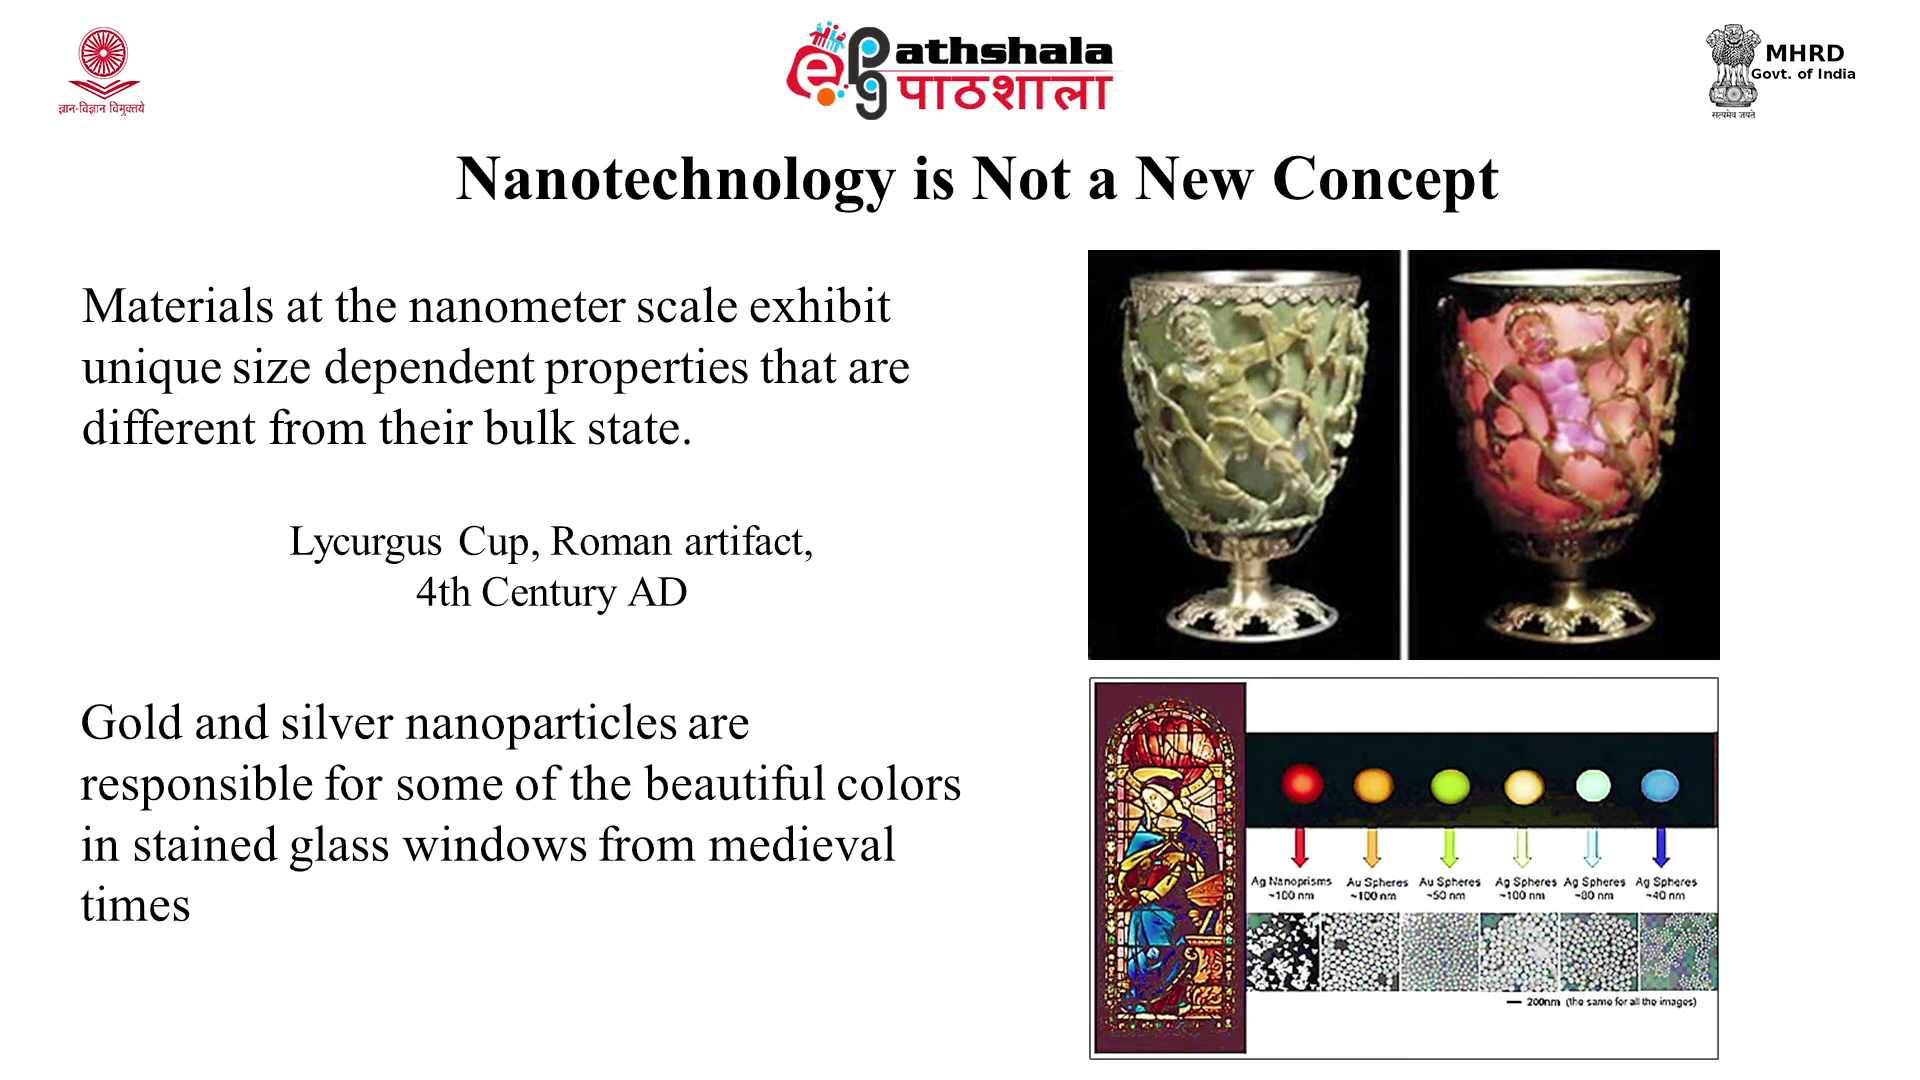 ज्ञान-विज्ञान विमुक्तये
ePathshala
पाठशाला
MHRD
Govt. of India
सत्यमेव जयते
Nanotechnology is Not a New Concept
Materials at the nanometer scale exhibit
unique size dependent properties that are
different from their bulk state.
Lycurgus Cup, Roman artifact,
4th Century AD
Gold and silver nanoparticles are
responsible for some of the beautiful colors
in stained glass windows from medieval
times
Ag Nanoprisms Au Spheres Au Spheres Ag Spheres Ag Spheres Ag Spheres
~100 nm ~100 nm ~50 nm ~100 nm ~80 nm ~40 nm
200nm (the same for all the images)